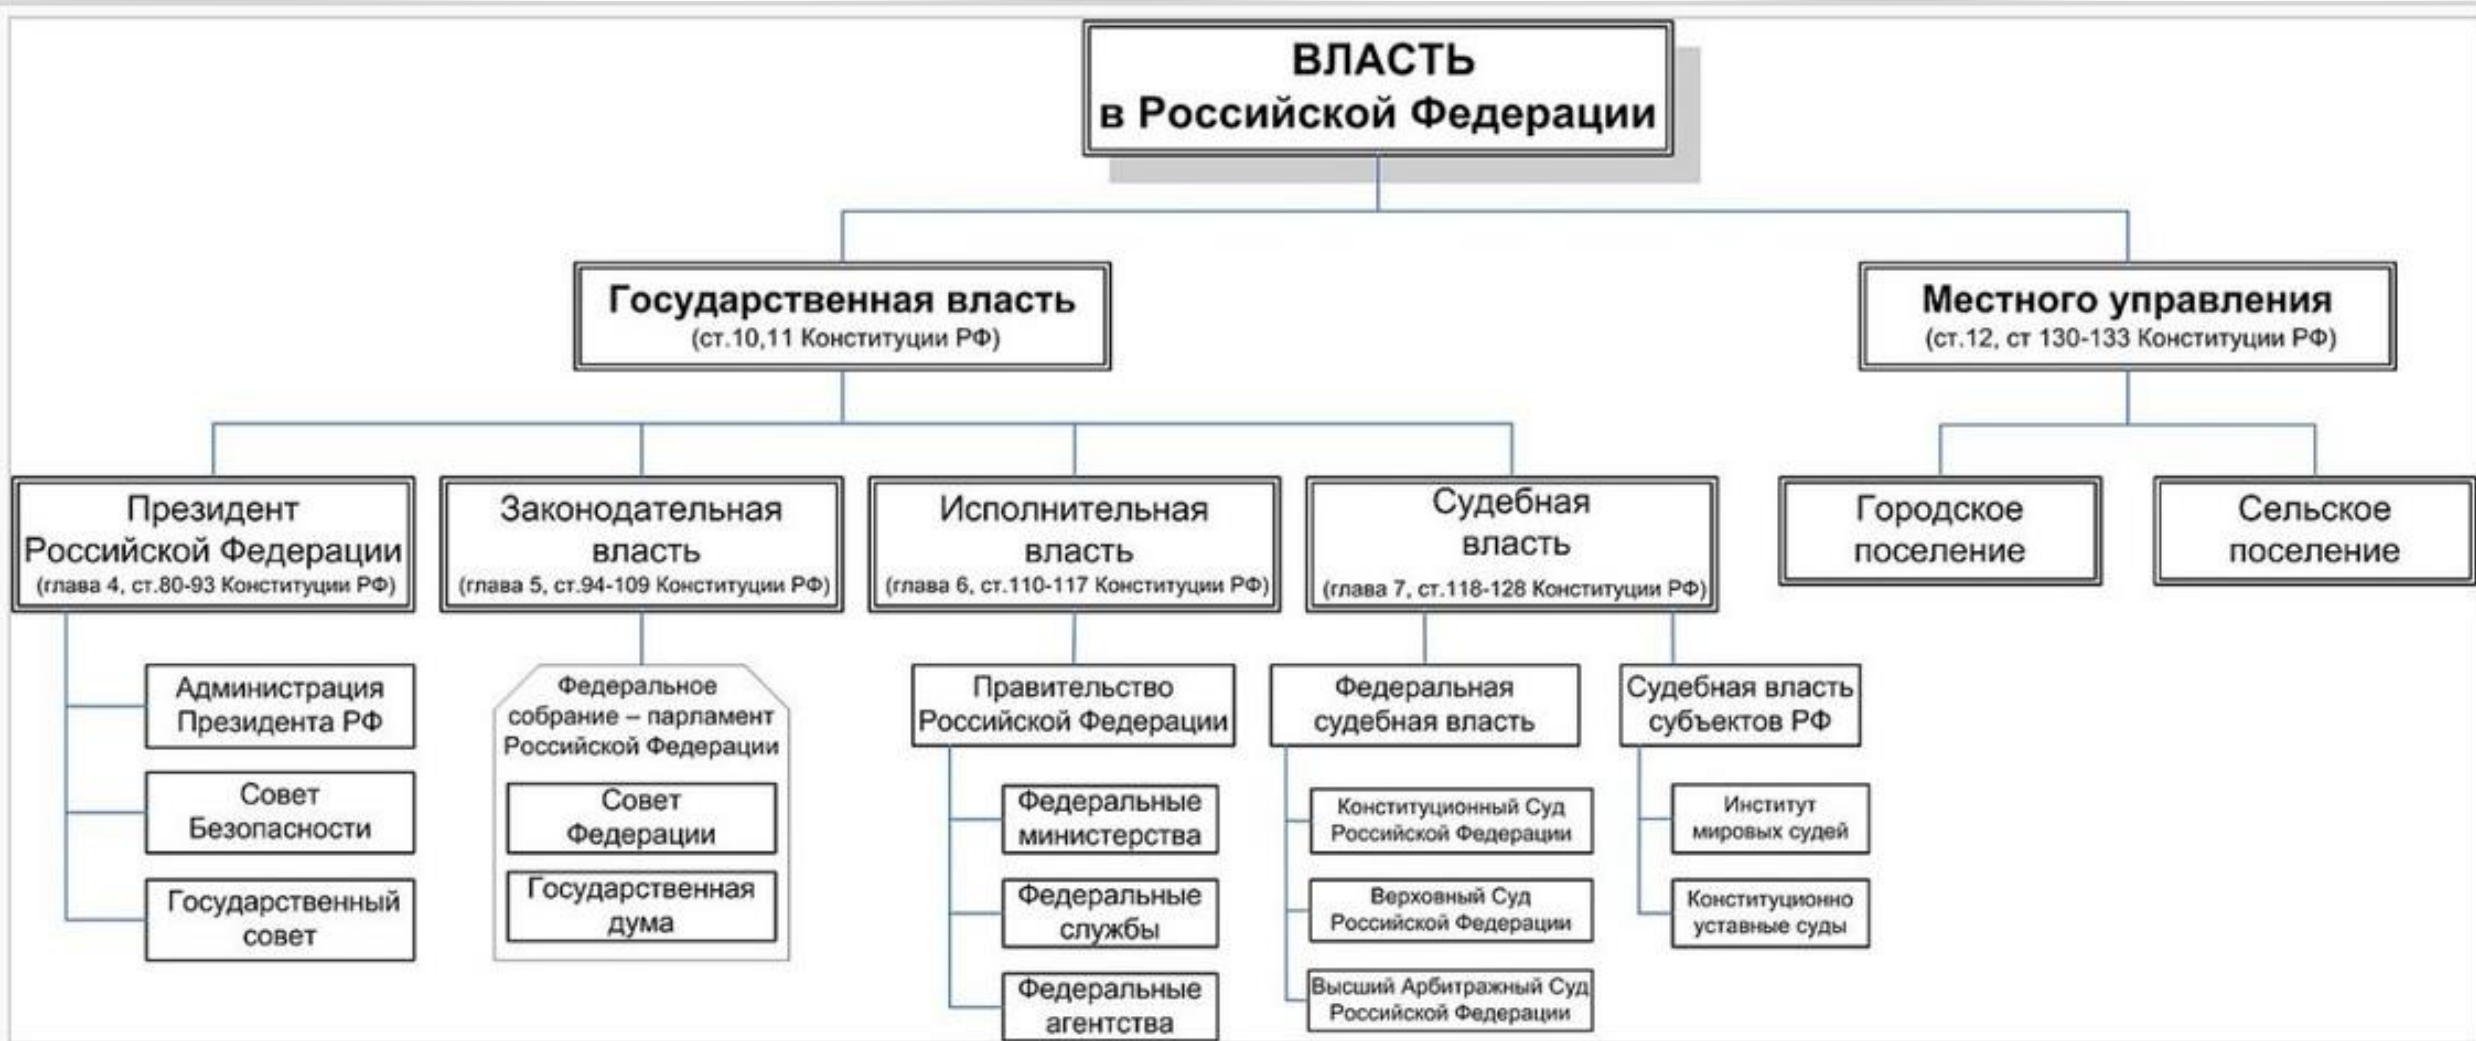 ВЛАСТЬ
в Российской Федерации
Государственная власть
(ст.10,11 Конституции РФ)
Местного управления
(ст.12, ст 130-133 Конституции РФ)
Президент
Российской Федерации
(глава 4, ст.80-93 Конституции РФ)
Законодательная
власть
(глава 5, ст.94-109 Конституции РФ)
Исполнительная
власть
(глава 6, ст.110-117 Конституции РФ)
Судебная
власть
(глава 7, ст.118-128 Конституции РФ)
Городское
поселение
Сельское
поселение
Администрация
Президента РФ
Совет
Безопасности
Государственный
совет
Федеральное
собрание – парламент
Российской Федерации
Совет
Федерации
Государственная
дума
Правительство
Российской Федерации
Федеральные
министерства
Федеральные
службы
Федеральные
агентства
Федеральная
судебная власть
Конституционный Суд
Российской Федерации
Верховный Суд
Российской Федерации
Высший Арбитражный Суд
Российской Федерации
Судебная власть
субъектов РФ
Институт
мировых судей
Конституционно
уставные суды